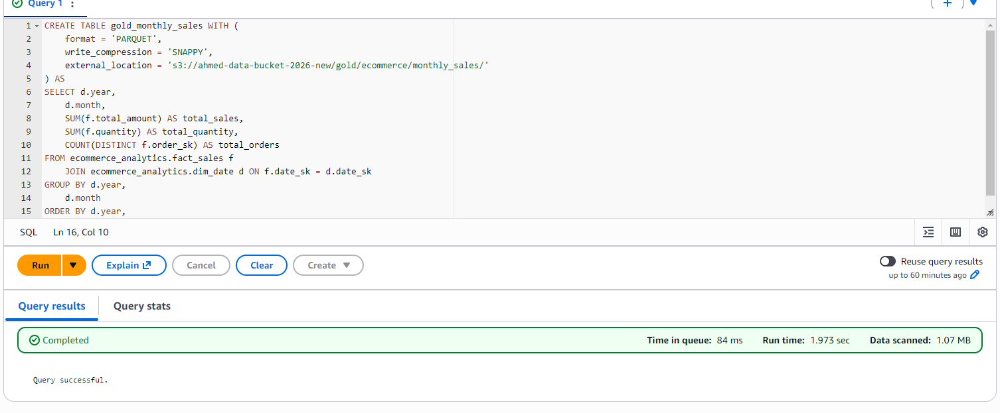 Query 1 :
1 CREATE TABLE gold_monthly_sales WITH (
2 format = 'PARQUET',
3 write_compression = 'SNAPPY',
4 external_location = 's3://ahmed-data-bucket-2026-new/gold/ecommerce/monthly_sales/'
5 ) AS
6 SELECT d.year,
7 d.month,
8 SUM(f.total_amount) AS total_sales,
9 SUM(f.quantity) AS total_quantity,
10 COUNT(DISTINCT f.order_sk) AS total_orders
11 FROM ecommerce_analytics.fact_sales f
12 JOIN ecommerce_analytics.dim_date d ON f.date_sk = d.date_sk
13 GROUP BY d.year,
14 d.month
15 ORDER BY d.year,
SQL Ln 16, Col 10
Run Explain Cancel Clear Create Reuse query results
up to 60 minutes ago
Query results Query stats
Completed Time in queue: 84 ms Run time: 1.973 sec Data scanned: 1.07 MB
Query successful.